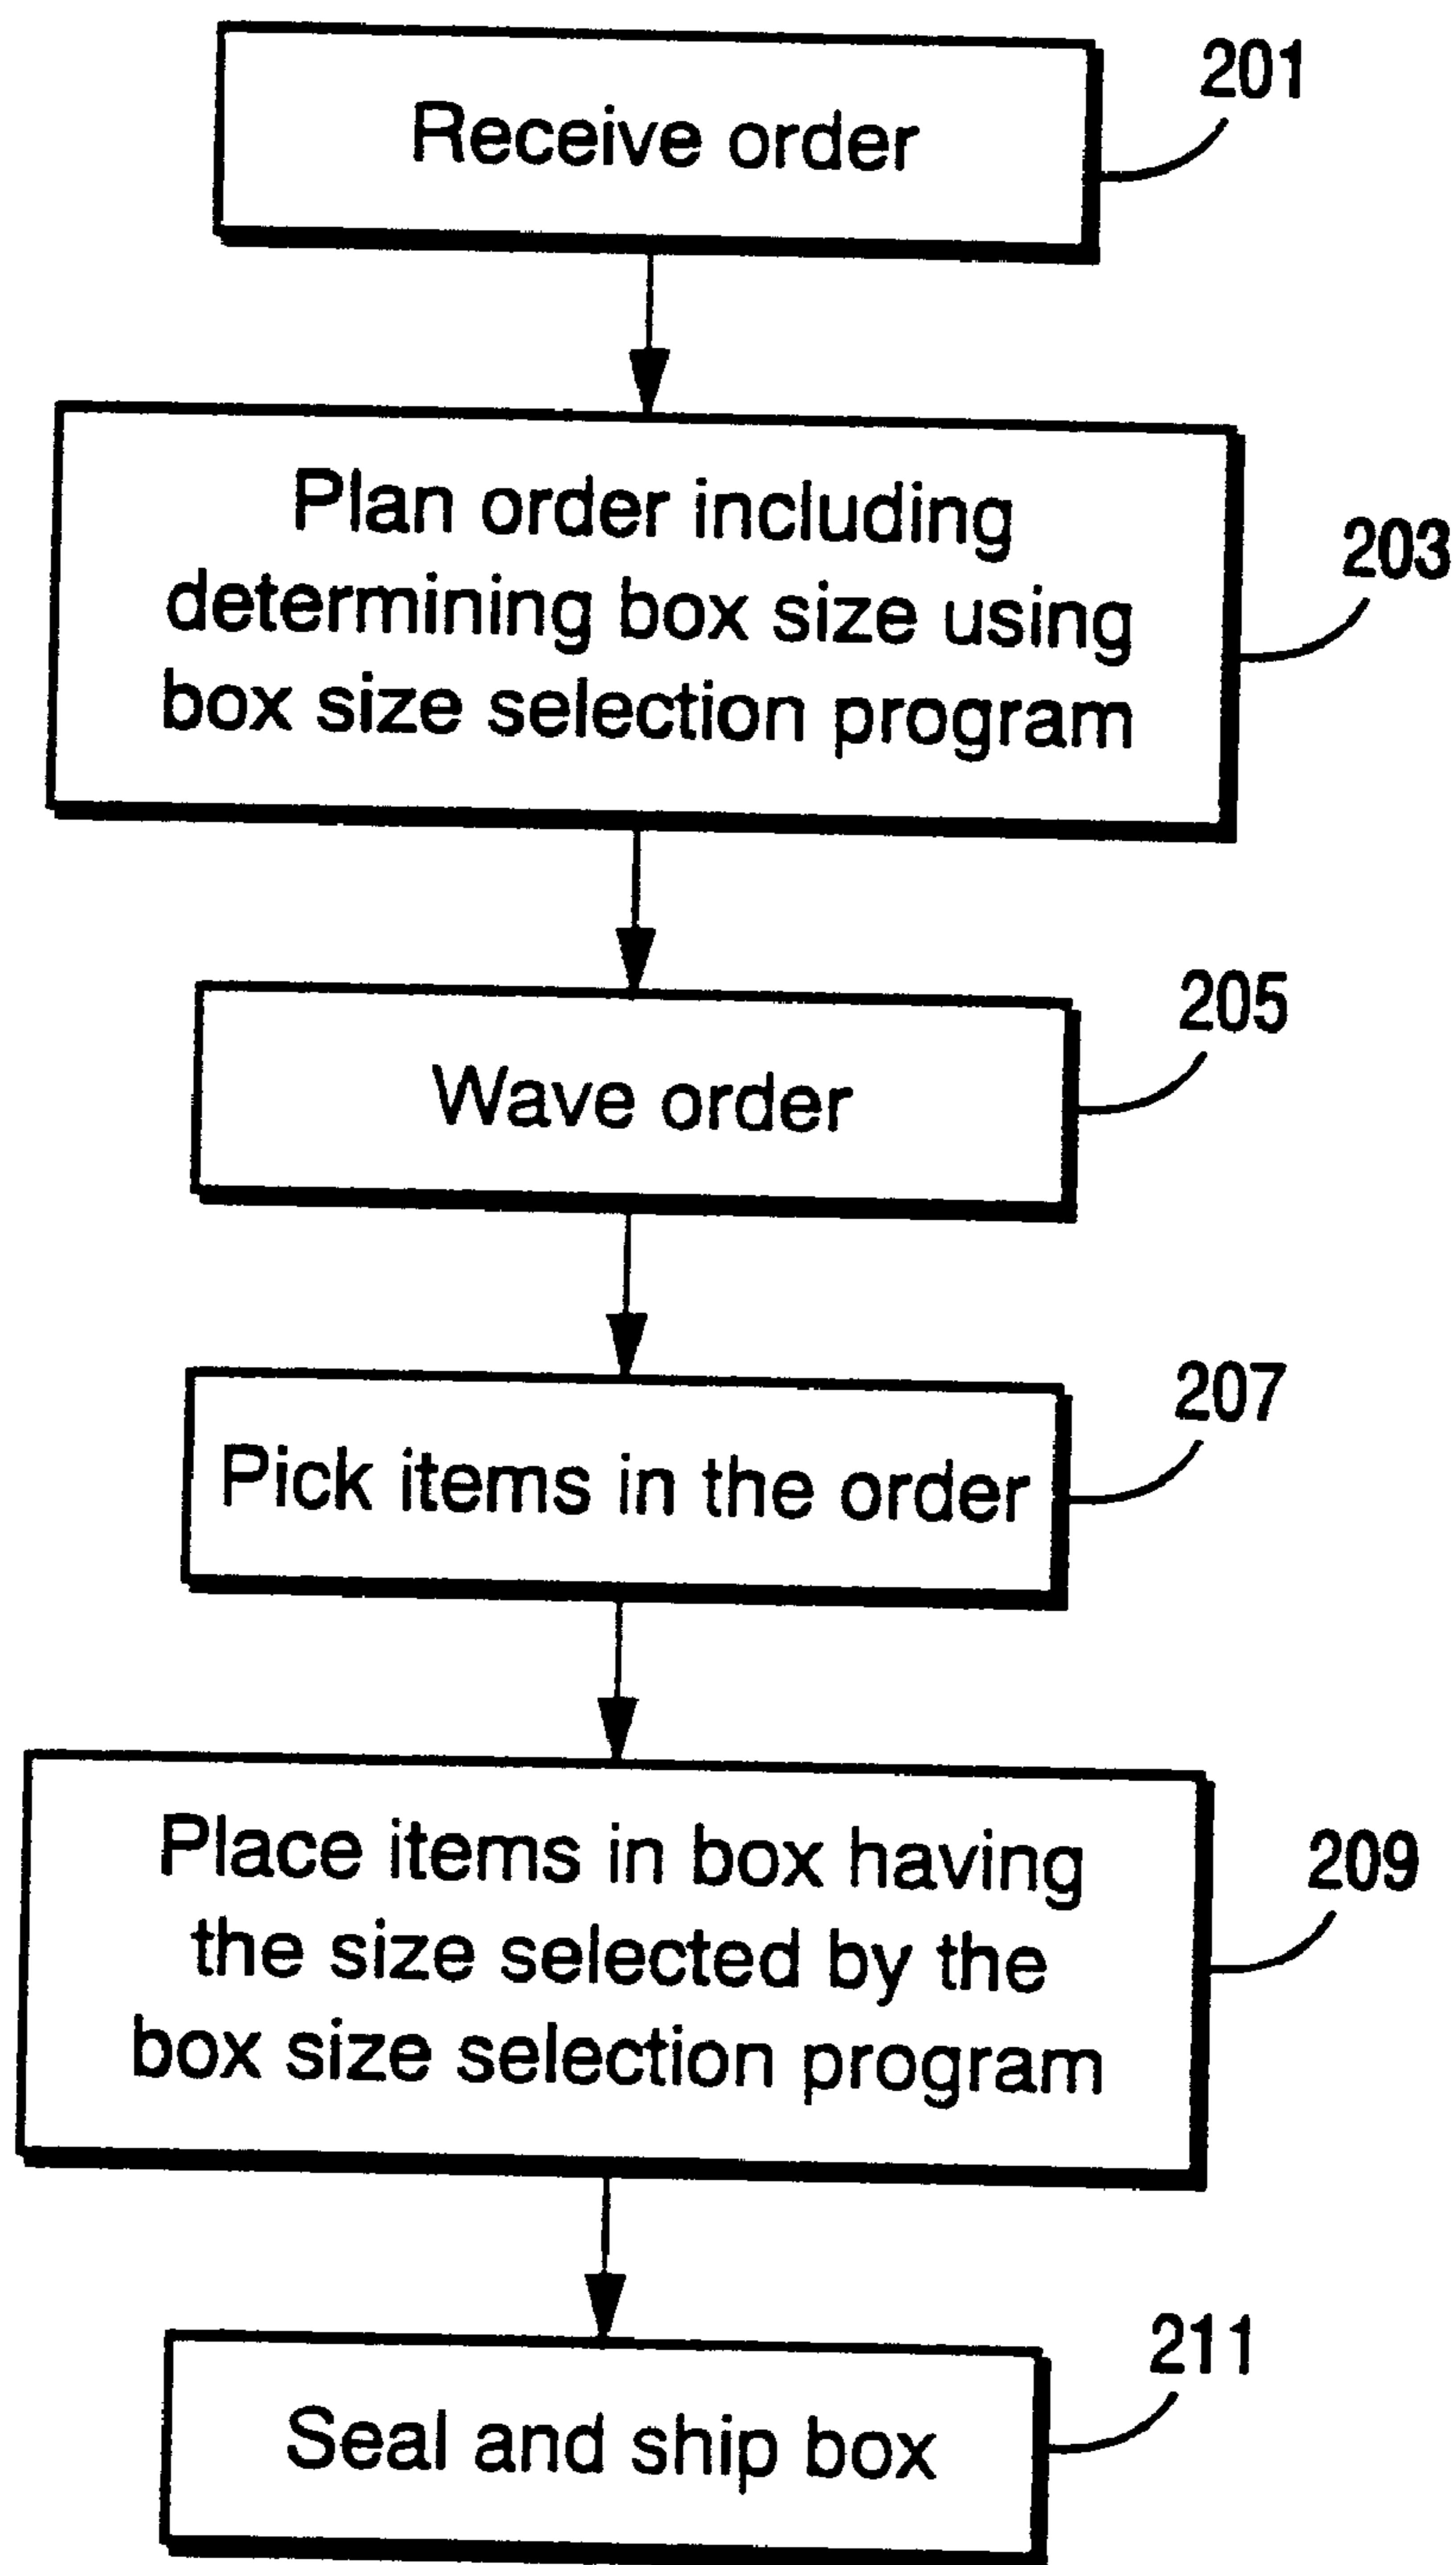 Receive order
201
Plan order including
determining box size using
box size selection program
203
Wave order
205
Pick items in the order
207
Place items in box having
the size selected by the
box size selection program
209
Seal and ship box
211